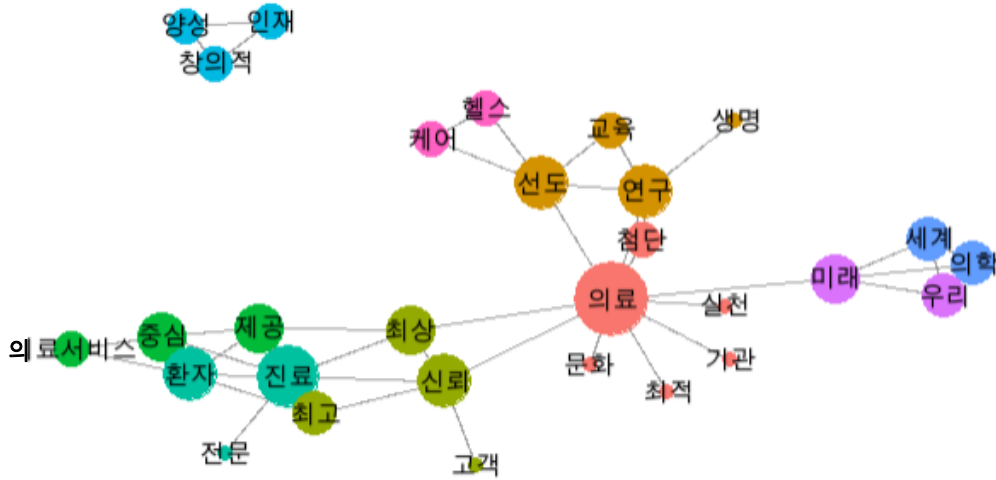 양성
인재
창의적
헬스
케어
교육
생명
선도
연구
첨단
세계
의학
미래
우리
의료
실천
최상
제공
중심
의료서비스
환자
진료
신뢰
문화
기관
최적
최고
전문
고객